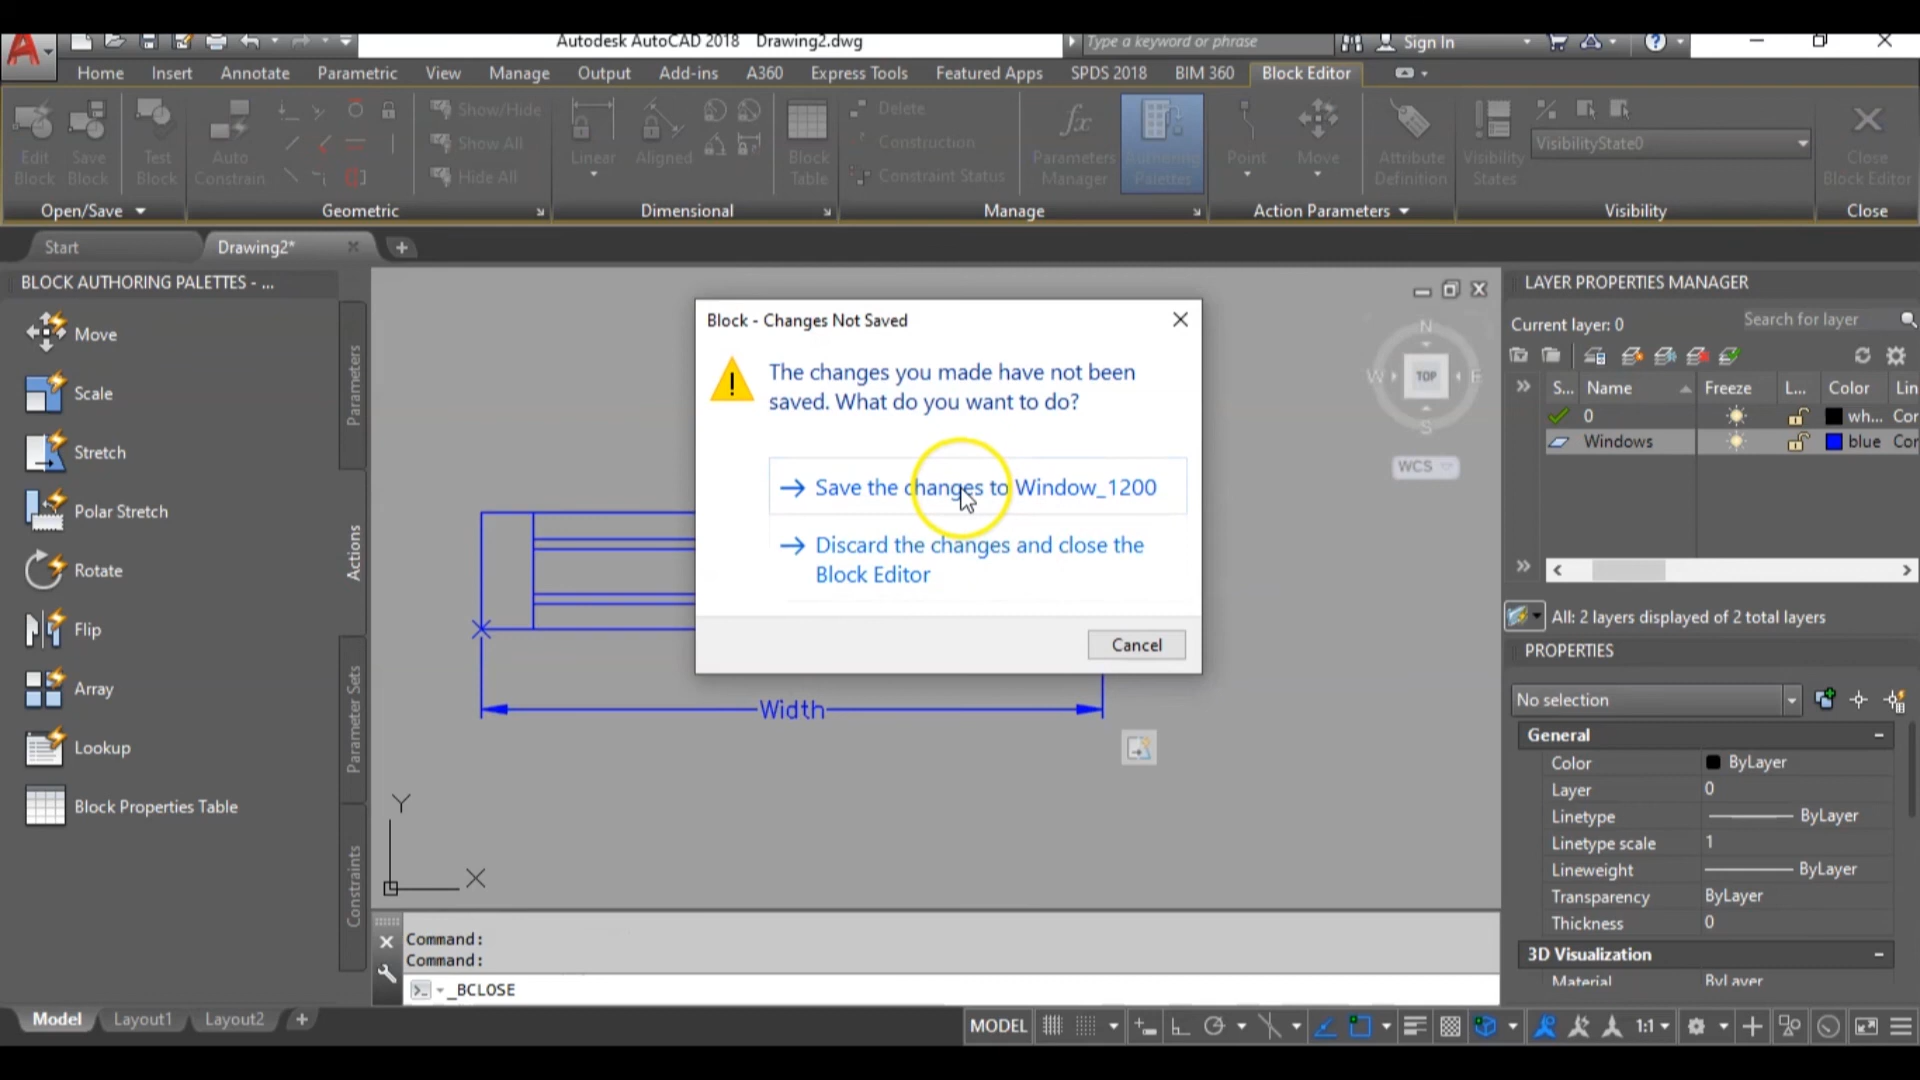 Autodesk AutoCAD 2018 Drawing2.dwg
Type a keyword or phrase
Sign In
Home Insert Annotate Parametric View Manage Output Add-ins A360 Express Tools Featured Apps SPDS 2018 BIM 360 Block Editor
Edit Block
Save Block
Test Block
Auto Constrain
Show/Hide
Show All
Hide All
Linear
Aligned
Block Table
Delete
Construction
Constraint Status
Parameters Manager
Authoring Palettes
Point
Move
Attribute Definition
Visibility States
VisibilityState0
Close Block Editor
Open/Save Geometric Dimensional Manage Action Parameters Visibility Close
Start
Drawing2*
BLOCK AUTHORING PALETTES - ...
Move
Scale
Stretch
Polar Stretch
Rotate
Flip
Array
Lookup
Block Properties Table
Parameters
Actions
Parameter Sets
Constraints
Block - Changes Not Saved
The changes you made have not been
saved. What do you want to do?
Save the changes to Window_1200
Discard the changes and close the
Block Editor
Cancel
Width
Y
X
N
W
TOP
E
S
WCS
LAYER PROPERTIES MANAGER
Current layer: 0
Search for layer
S... Name Freeze L... Color Lin
0 wh... Cor
Windows blue Cor
All: 2 layers displayed of 2 total layers
PROPERTIES
No selection
General
Color ByLayer
Layer 0
Linetype ByLayer
Linetype scale 1
Lineweight ByLayer
Transparency ByLayer
Thickness 0
3D Visualization
Material ByLayer
Command:
Command:
_BCLOSE
Model Layout1 Layout2
MODEL
1:1